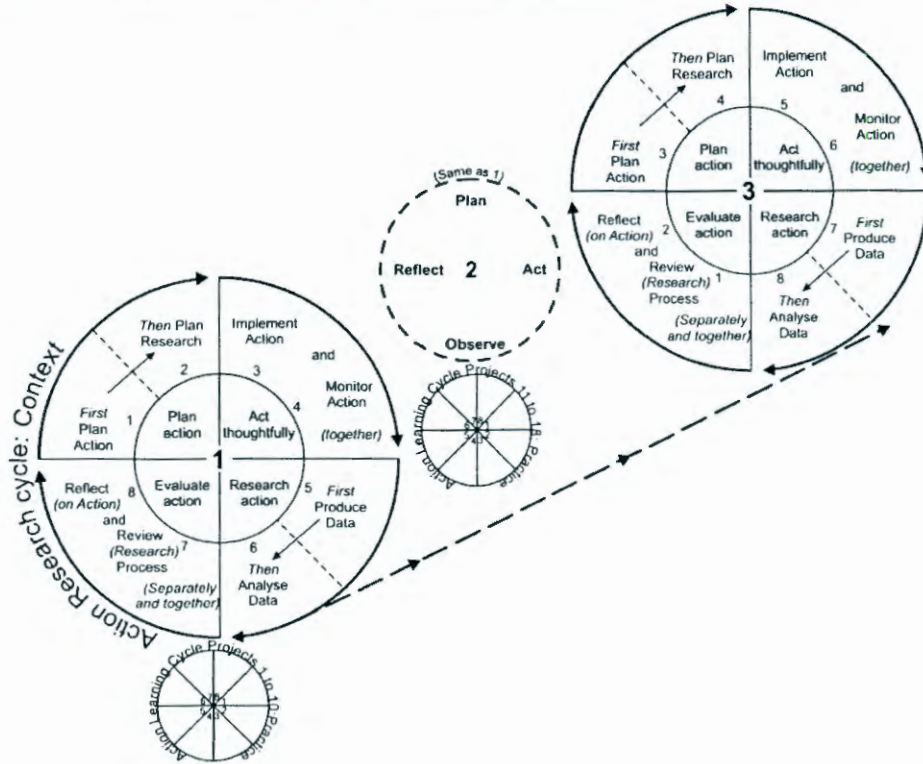 Then Plan
Research
First
Plan
Action
Implement
Action
and
Monitor
Action
(together)
4
5
3
6
Plan
action
Act
thoughtfully
3
Evaluate
action
Research
action
2
7
1
8
Reflect
(on Action)
and
Review
(Research)
Process
(Separately
and together)
First
Produce
Data
Then
Analyse
Data
(Same as 1)
Plan
Reflect
2
Act
Observe
Action Learning Cycle Projects 11 to 18: Practice
Action Research cycle: Context
Then Plan
Research
First
Plan
Action
Implement
Action
and
Monitor
Action
(together)
2
3
1
4
Plan
action
Act
thoughtfully
1
Evaluate
action
Research
action
8
5
7
6
Reflect
(on Action)
and
Review
(Research)
Process
(Separately
and together)
First
Produce
Data
Then
Analyse
Data
Action Learning Cycle Projects 1 to 10: Practice